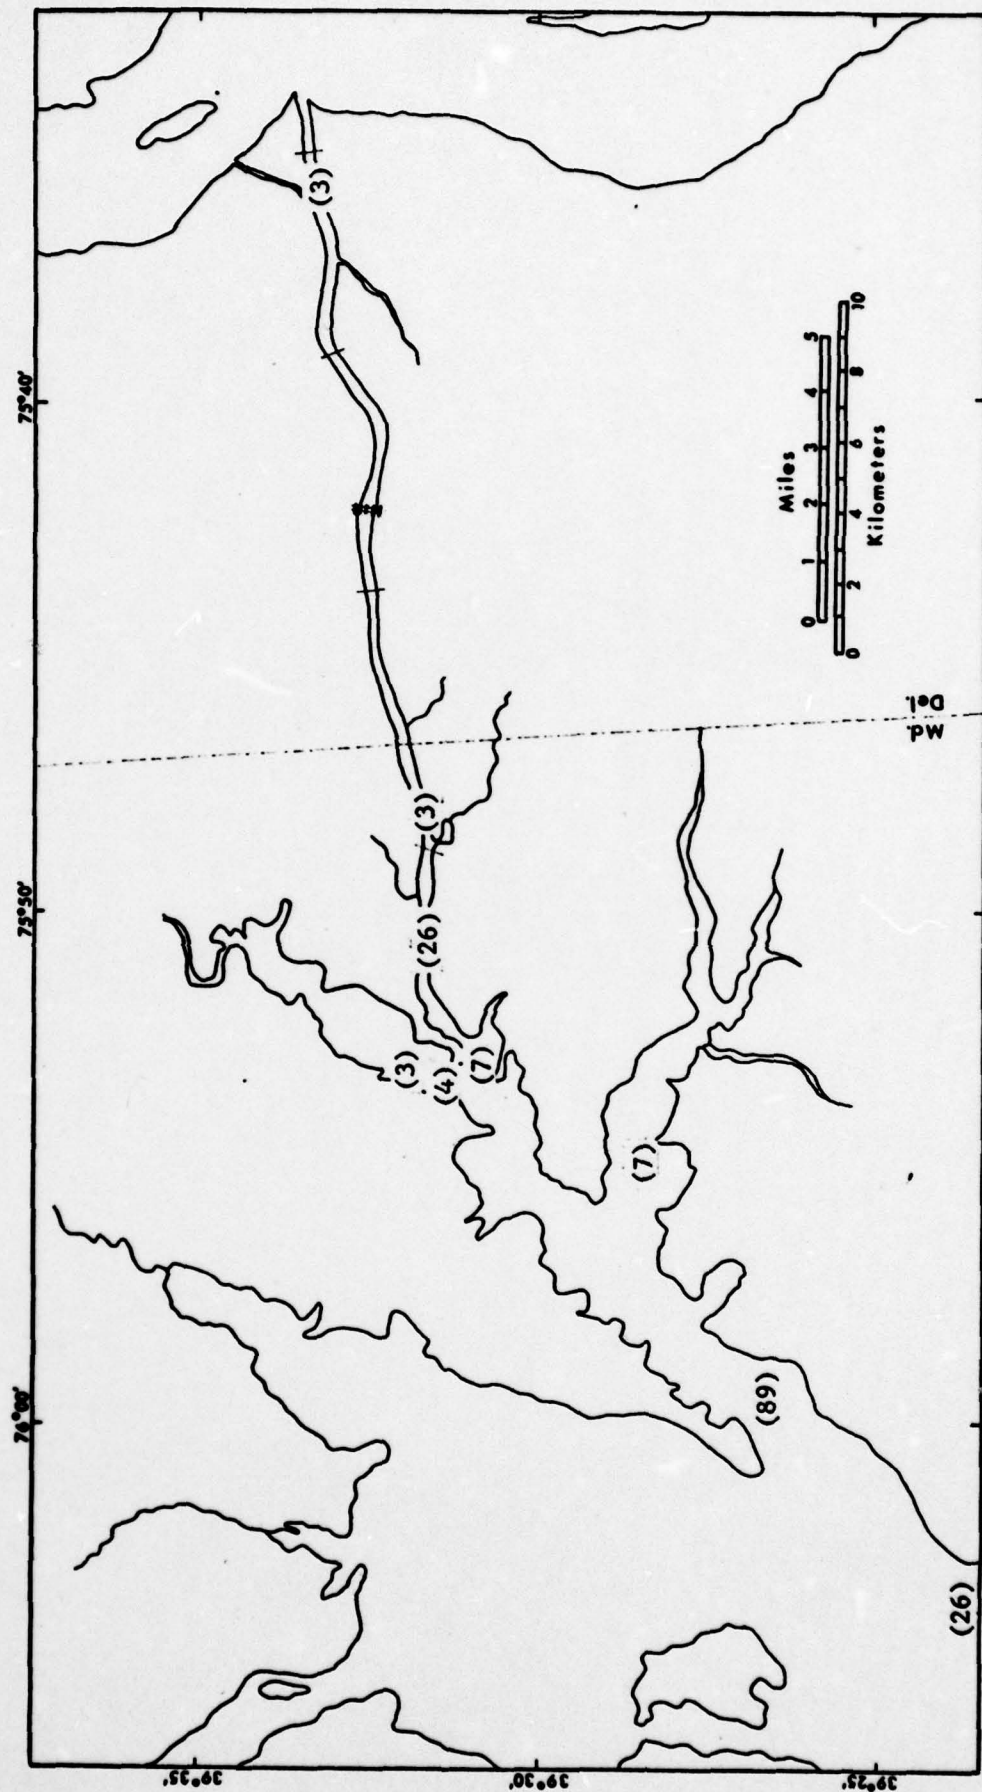 75°40'
75°50'
76°00'
39°35'
39°30'
39°25'
(3)
(3)
(26)
(3)
(4)
(7)
(7)
(89)
(26)
Md.
Del.
Miles
0 1 2 3 4 5
0 2 4 6 8 10
Kilometers